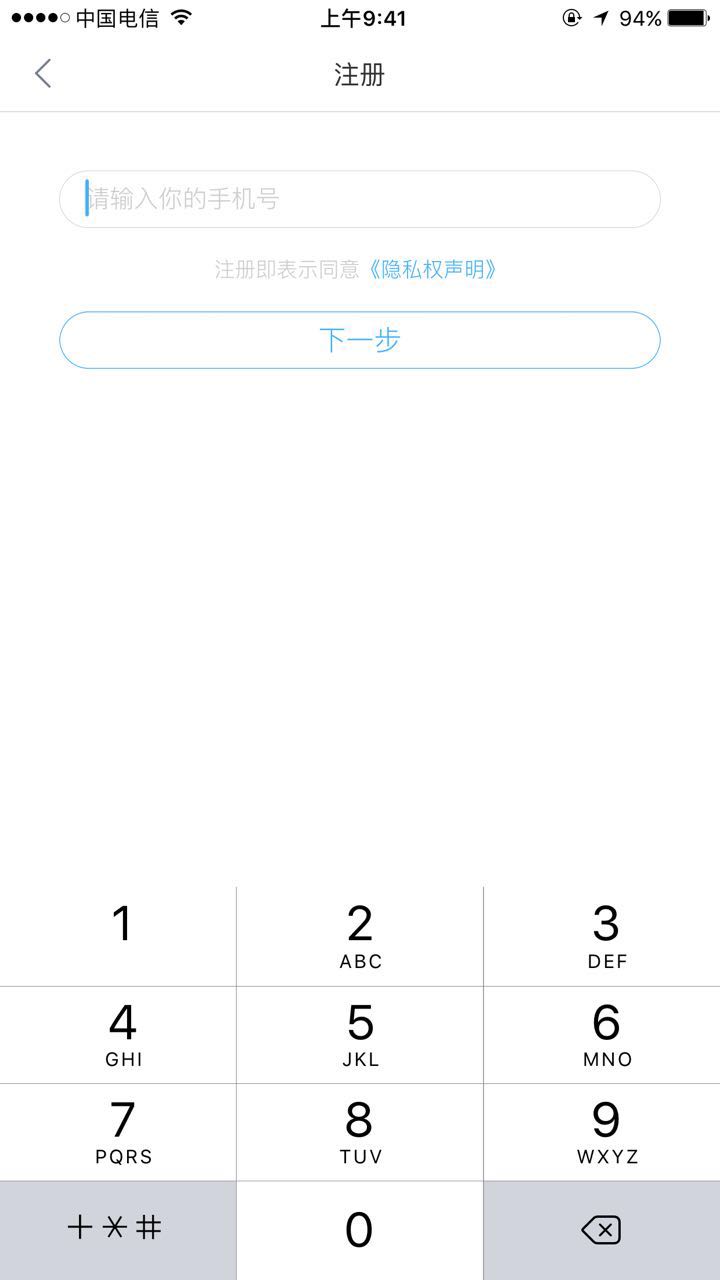 中国电信 上午9:41 94%
注册
请输入你的手机号
注册即表示同意《隐私权声明》
下一步
1 2 3
ABC DEF
4 5 6
GHI JKL MNO
7 8 9
PQRS TUV WXYZ
+*# 0